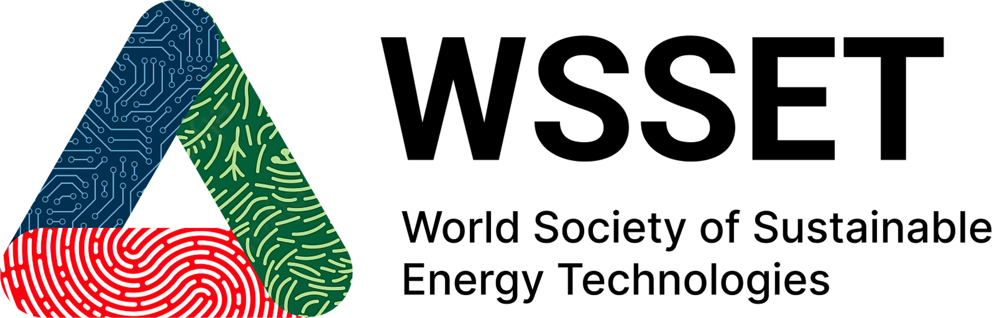 WSSET
World Society of Sustainable
Energy Technologies